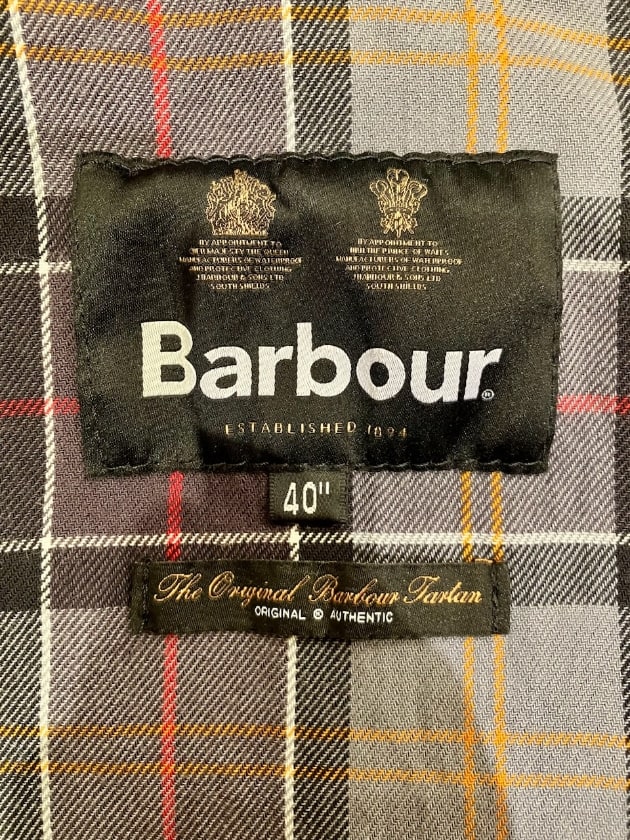 BY APPOINTMENT TO
HER MAJESTY THE QUEEN
MANUFACTURERS OF WATERPROOF
AND PROTECTIVE CLOTHING
J BARBOUR & SONS LTD
SOUTH SHIELDS
BY APPOINTMENT TO
HRH THE PRINCE OF WALES
MANUFACTURERS OF WATERPROOF
AND PROTECTIVE CLOTHING
J BARBOUR & SONS LTD
SOUTH SHIELDS
Barbour®
ESTABLISHED 1894
40"
The Original Barbour Tartan
ORIGINAL ® AUTHENTIC